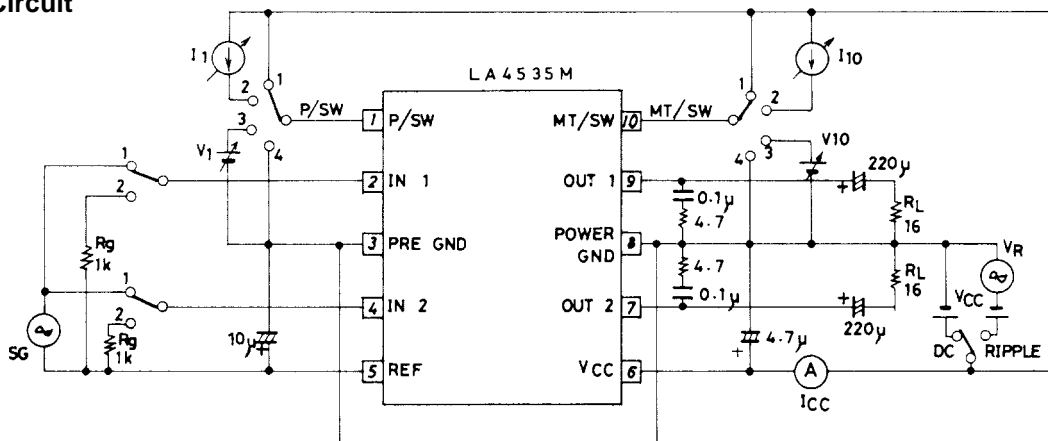 Circuit
LA4535M
I1
1
2
3
4
P/SW
V1
1 P/SW
2 IN 1
3 PRE GND
4 IN 2
5 REF
MT/SW 10
OUT 1 9
POWER GND 8
OUT 2 7
VCC 6
MT/SW
1
2
3
4
I10
V10
1
2
Rg
1k
1
2
Rg
1k
SG
10μ
+
0.1μ
4.7
4.7
0.1μ
+
220μ
RL
16
RL
16
+
220μ
4.7μ
+
A
ICC
VCC
VR
DC
RIPPLE